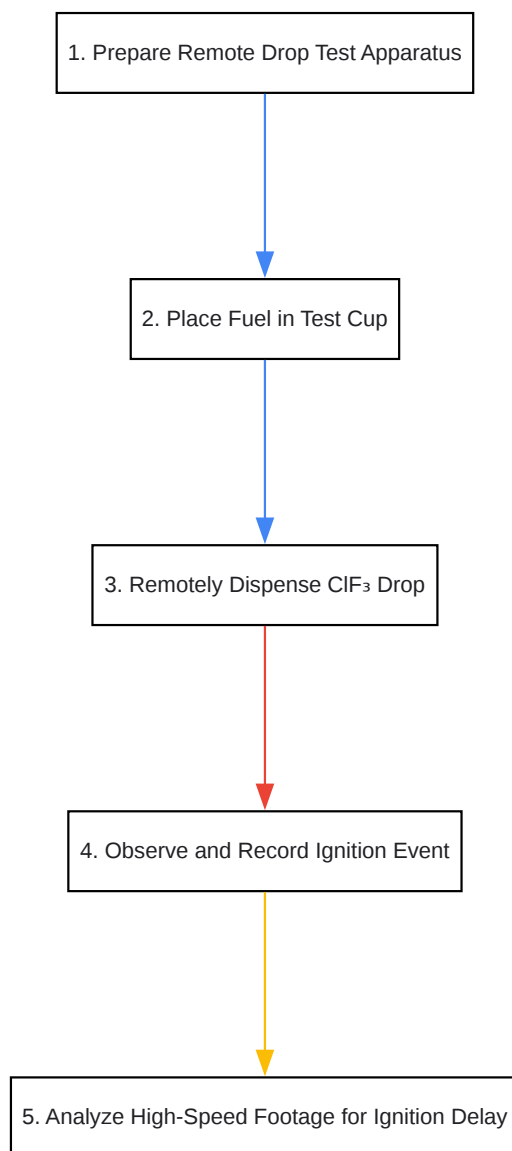 1. Prepare Remote Drop Test Apparatus
2. Place Fuel in Test Cup
3. Remotely Dispense ClF₃ Drop
4. Observe and Record Ignition Event
5. Analyze High-Speed Footage for Ignition Delay